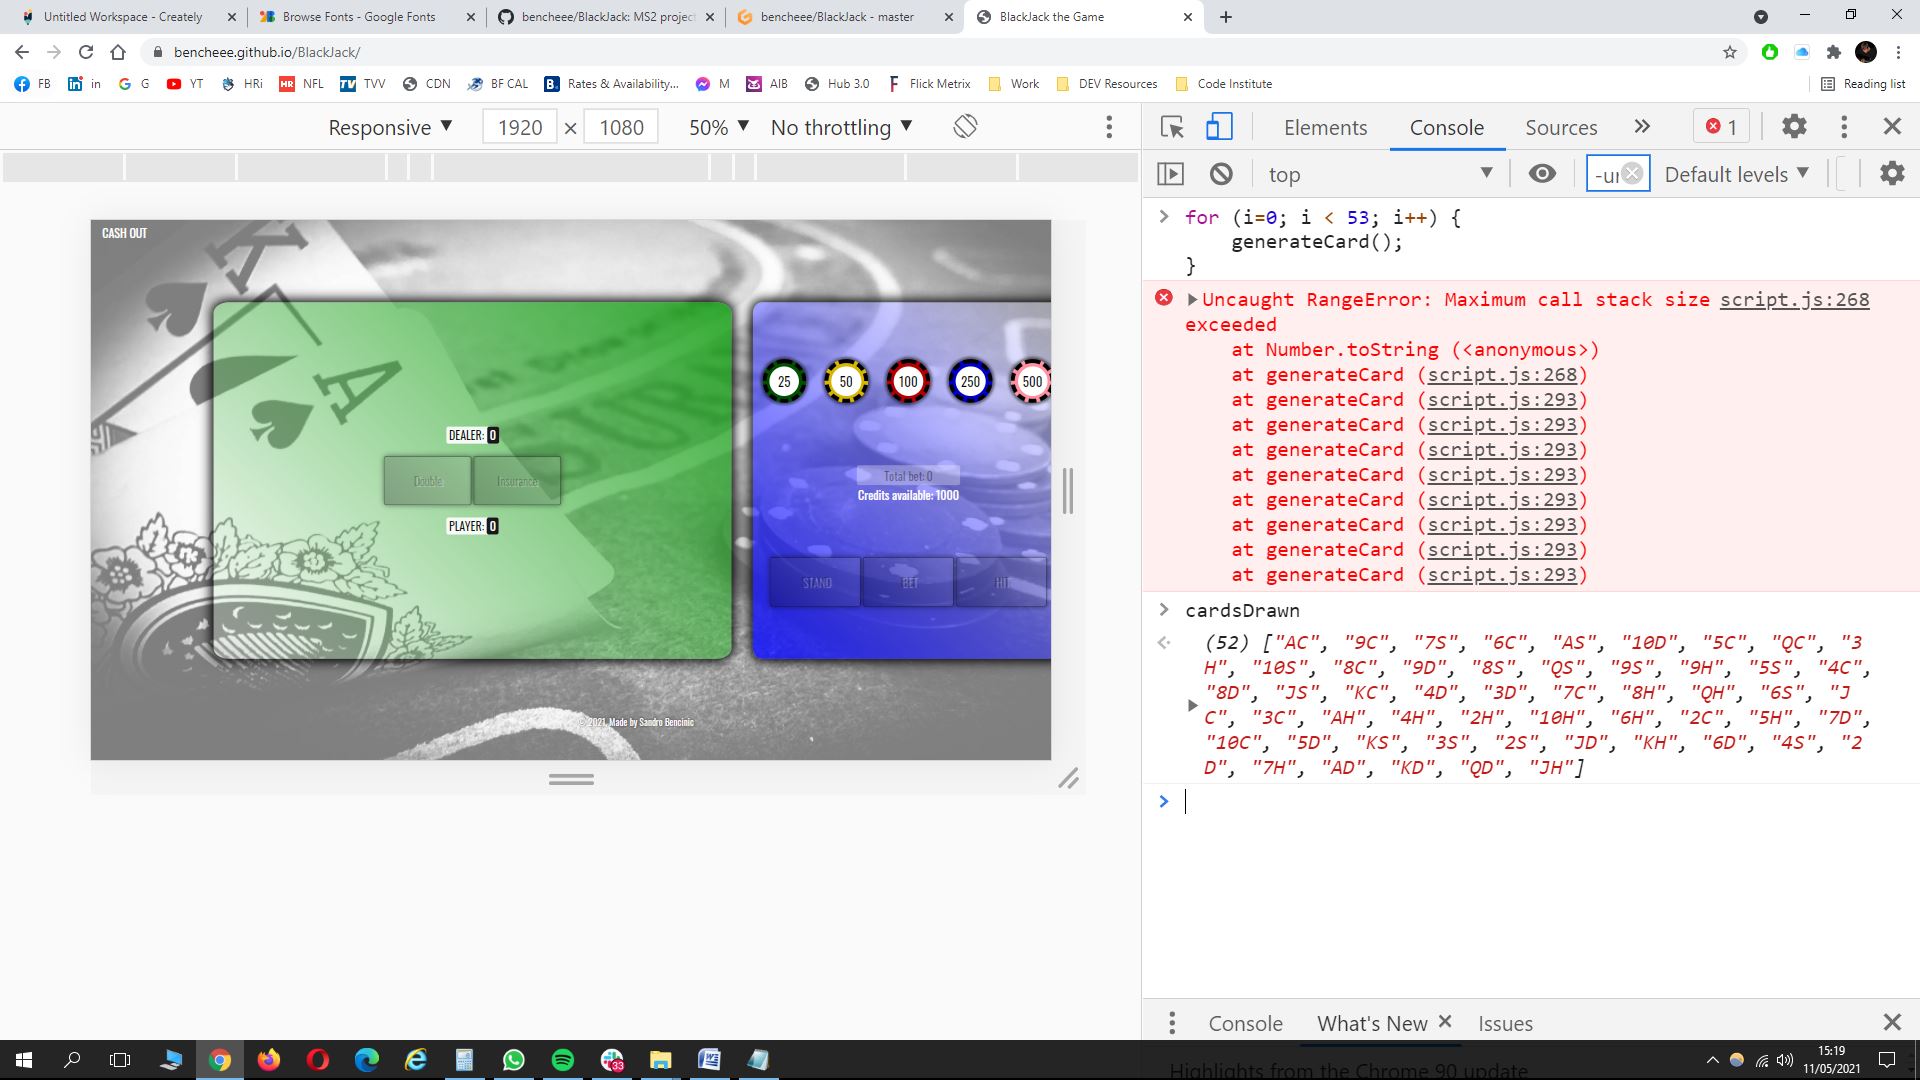 Untitled Workspace - Creately
Browse Fonts - Google Fonts
bencheee/BlackJack: MS2 projec
bencheee/BlackJack - master
BlackJack the Game
bencheee.github.io/BlackJack/
FB
in
G
YT
HRi
NFL
TVV
CDN
BF CAL
Rates & Availability...
M
AIB
Hub 3.0
Flick Metrix
Work
DEV Resources
Code Institute
Reading list
Responsive
1920 × 1080
50%
No throttling
Elements
Console
Sources
1
top
Default levels
CASH OUT
DEALER: 0
Double
Insurance
PLAYER: 0
25
50
100
250
500
Total bet: 0
Credits available: 1000
STAND
BET
HIT
© 2021, Made by Sandro Bencinic
for (i=0; i < 53; i++) {
generateCard();
}
Uncaught RangeError: Maximum call stack size script.js:268
exceeded
at Number.toString (<anonymous>)
at generateCard (script.js:268)
at generateCard (script.js:293)
at generateCard (script.js:293)
at generateCard (script.js:293)
at generateCard (script.js:293)
at generateCard (script.js:293)
at generateCard (script.js:293)
at generateCard (script.js:293)
at generateCard (script.js:293)
cardsDrawn
(52) ["AC", "9C", "7S", "6C", "AS", "10D", "5C", "QC", "3
H", "10S", "8C", "9D", "8S", "QS", "9S", "9H", "5S", "4C",
"8D", "JS", "KC", "4D", "3D", "7C", "8H", "QH", "6S", "J
C", "3C", "AH", "4H", "2H", "10H", "6H", "2C", "5H", "7D",
"10C", "5D", "KS", "3S", "2S", "JD", "KH", "6D", "4S", "2
D", "7H", "AD", "KD", "QD", "JH"]
Console
What's New
Issues
Highlights from the Chrome 90 update
33
15:19
11/05/2021